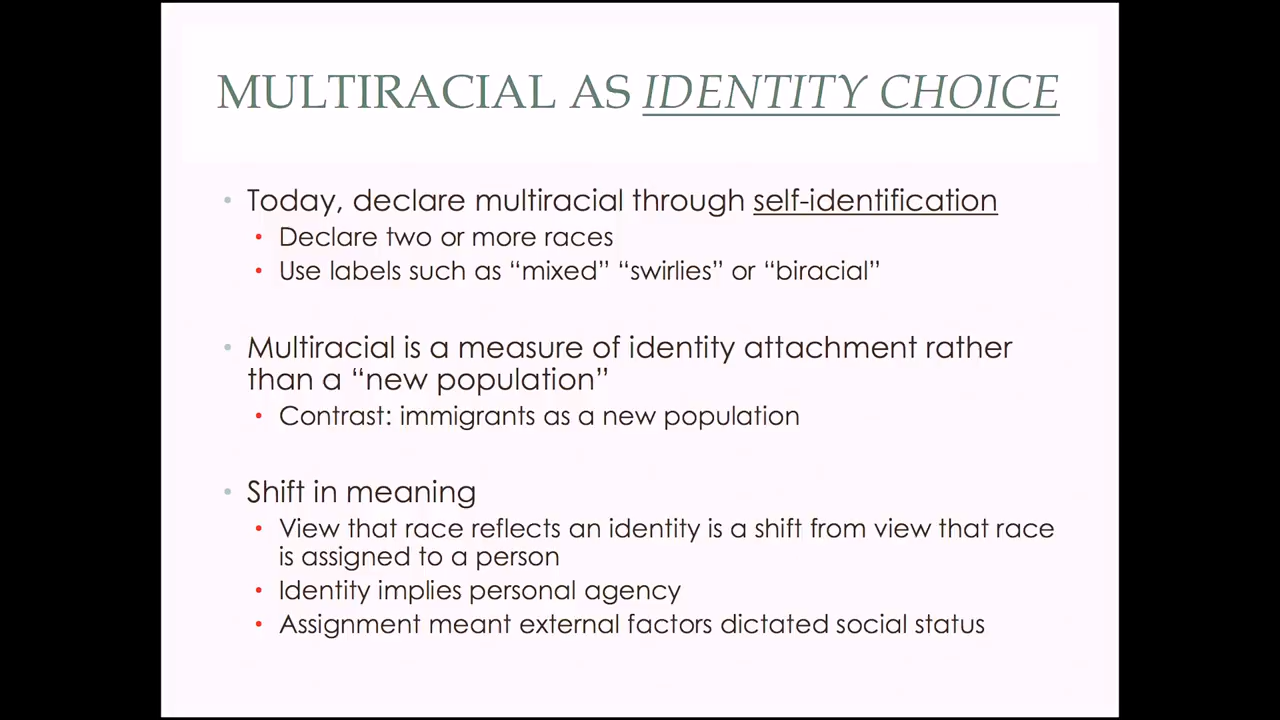 MULTIRACIAL AS IDENTITY CHOICE
• Today, declare multiracial through self-identification
• Declare two or more races
• Use labels such as “mixed” “swirlies” or “biracial”
• Multiracial is a measure of identity attachment rather
than a “new population”
• Contrast: immigrants as a new population
• Shift in meaning
• View that race reflects an identity is a shift from view that race
is assigned to a person
• Identity implies personal agency
• Assignment meant external factors dictated social status